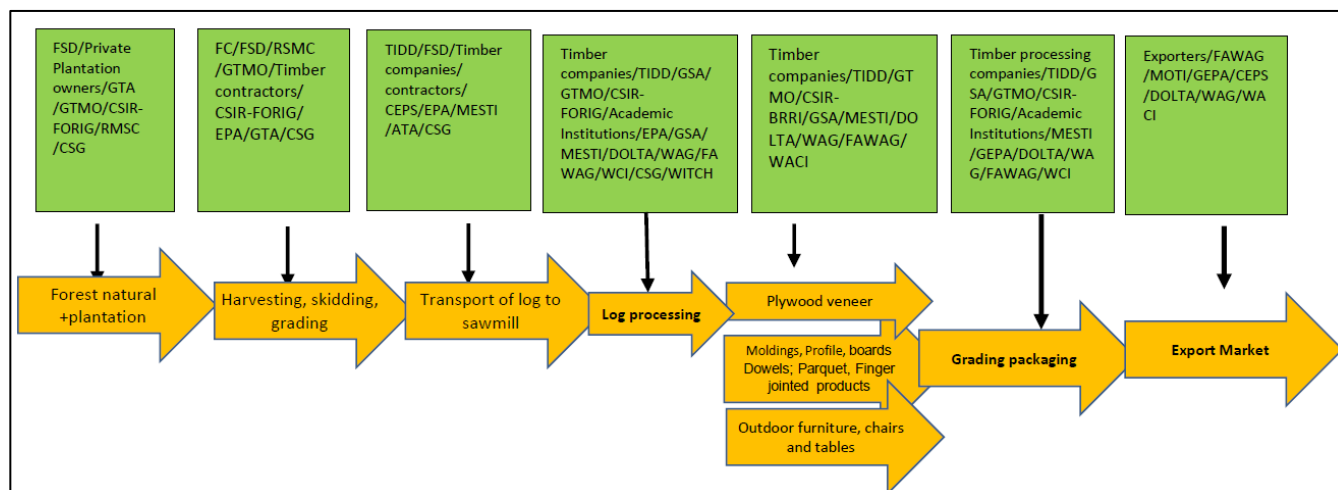 FSD/Private
Plantation
owners/GTA
/GTMO/CSIR-
FORIG/RMSC
/CSG
FC/FSD/RSMC
/GTMO/Timber
contractors/
CSIR-FORIG/
EPA/GTA/CSG
TIDD/FSD/Timber
companies/
contractors/
CEPS/EPA/MESTI
/ATA/CSG
Timber
companies/TIDD/GSA/
GTMO/CSIR-
FORIG/Academic
Institutions/EPA/GSA/
MESTI/DOLTA/WAG/FA
WAG/WCI/CSG/WITCH
Timber
companies/TIDD/GT
MO/CSIR-
BRRI/GSA/MESTI/DO
LTA/WAG/FAWAG/
WACI
Timber processing
companies/TIDD/G
SA/GTMO/CSIR-
FORIG/Academic
Institutions/MESTI
/GEPA/DOLTA/WA
G/FAWAG/WCI
Exporters/FAWAG
/MOTI/GEPA/CEPS
/DOLTA/WAG/WA
CI
Forest natural
+plantation
Harvesting, skidding,
grading
Transport of log to
sawmill
Log processing
Plywood veneer
Moldings, Profile, boards
Dowels; Parquet, Finger
jointed products
Outdoor furniture, chairs
and tables
Grading packaging
Export Market